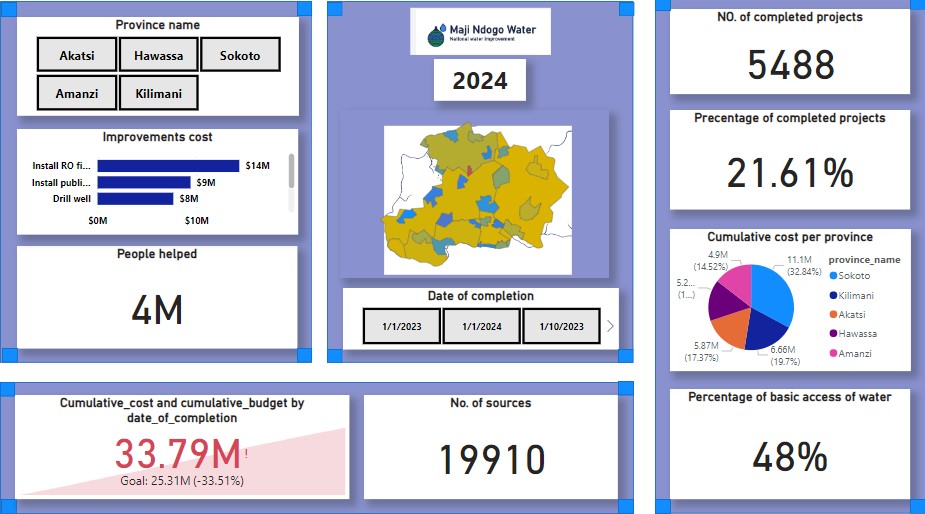 Province name
Akatsi
Hawassa
Sokoto
Amanzi
Kilimani
Improvements cost
Install RO fi...
$14M
Install publi...
$9M
Drill well
$8M
$0M
$10M
People helped
4M
Maji Ndogo Water
National water improvement
2024
Date of completion
1/1/2023
1/1/2024
1/10/2023
Cumulative_cost and cumulative_budget by
date_of_completion
33.79M!
Goal: 25.31M (-33.51%)
No. of sources
19910
NO. of completed projects
5488
Precentage of completed projects
21.61%
Cumulative cost per province
4.9M
(14.52%)
11.1M
(32.84%)
5.2...
(1...)
5.87M
(17.37%)
6.66M
(19.7%)
province_name
Sokoto
Kilimani
Akatsi
Hawassa
Amanzi
Percentage of basic access of water
48%